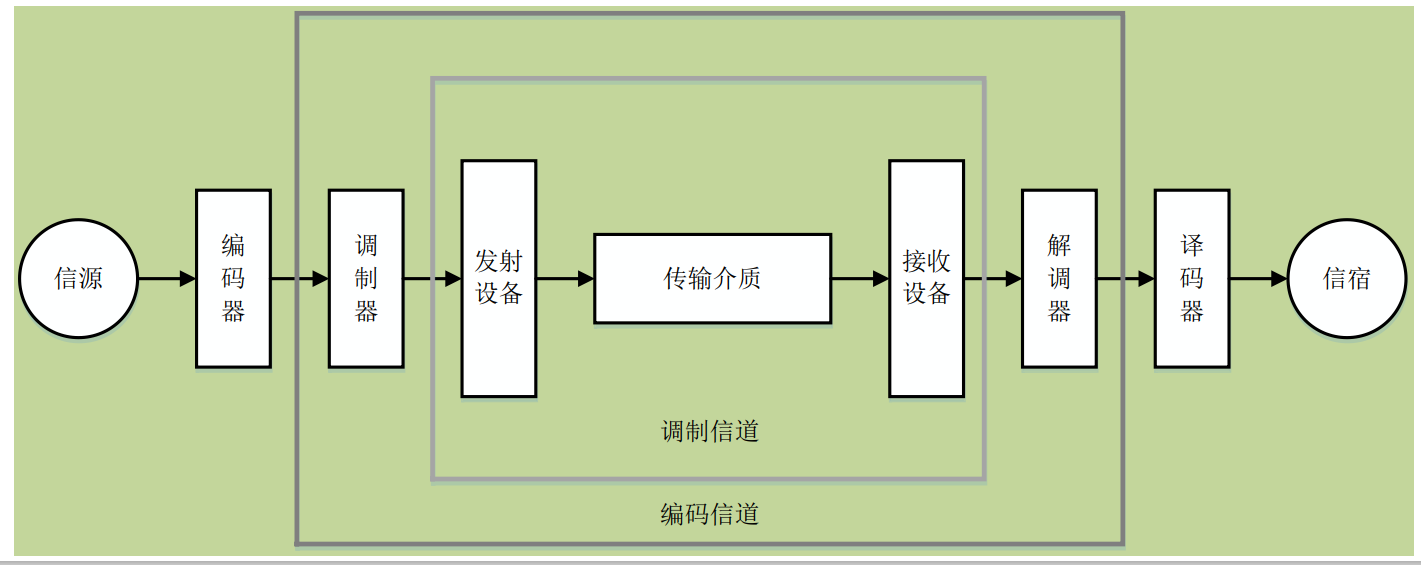 信源
编
码
器
调
制
器
发射
设备
传输介质
接收
设备
解
调
器
译
码
器
信宿
调制信道
编码信道